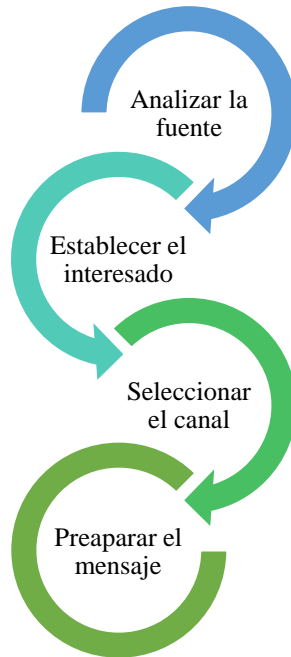 Analizar la
fuente
Establecer el
interesado
Seleccionar
el canal
Preaparar el
mensaje